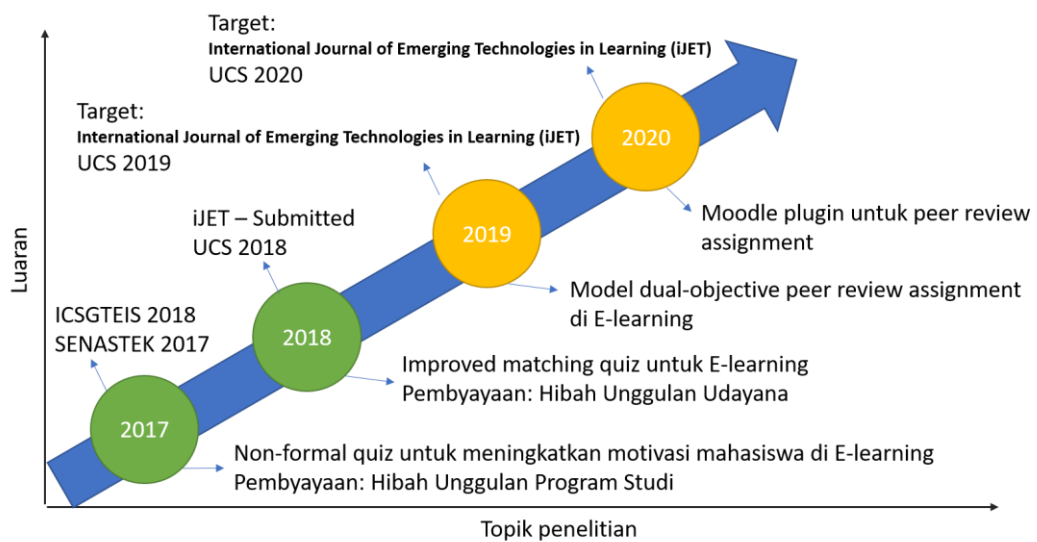 Target:
International Journal of Emerging Technologies in Learning (iJET)
UCS 2020
Target:
International Journal of Emerging Technologies in Learning (iJET)
UCS 2019
2020
Moodle plugin untuk peer review
assignment
iJET – Submitted
UCS 2018
2019
Model dual-objective peer review assignment
di E-learning
ICSGTEIS 2018
SENASTEK 2017
2018
Improved matching quiz untuk E-learning
Pembyayaan: Hibah Unggulan Udayana
2017
Non-formal quiz untuk meningkatkan motivasi mahasiswa di E-learning
Pembyayaan: Hibah Unggulan Program Studi
Luaran
Topik penelitian